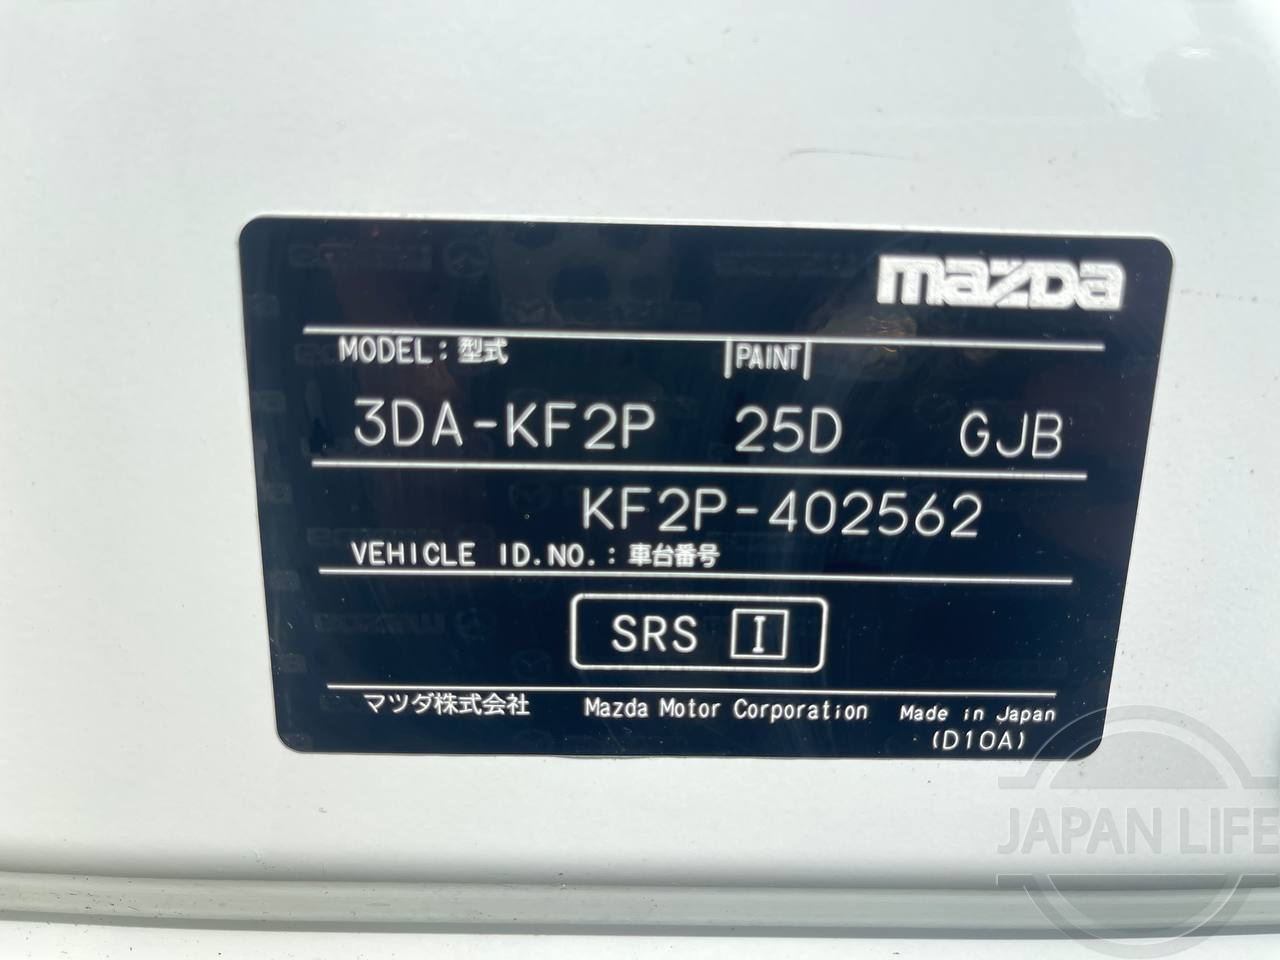 mazda
MODEL：型式 |PAINT|
3DA-KF2P 25D GJB
KF2P-402562
VEHICLE ID.NO.：車台番号
SRS I
マツダ株式会社 Mazda Motor Corporation Made in Japan
(D10A)
JAPAN LIFE